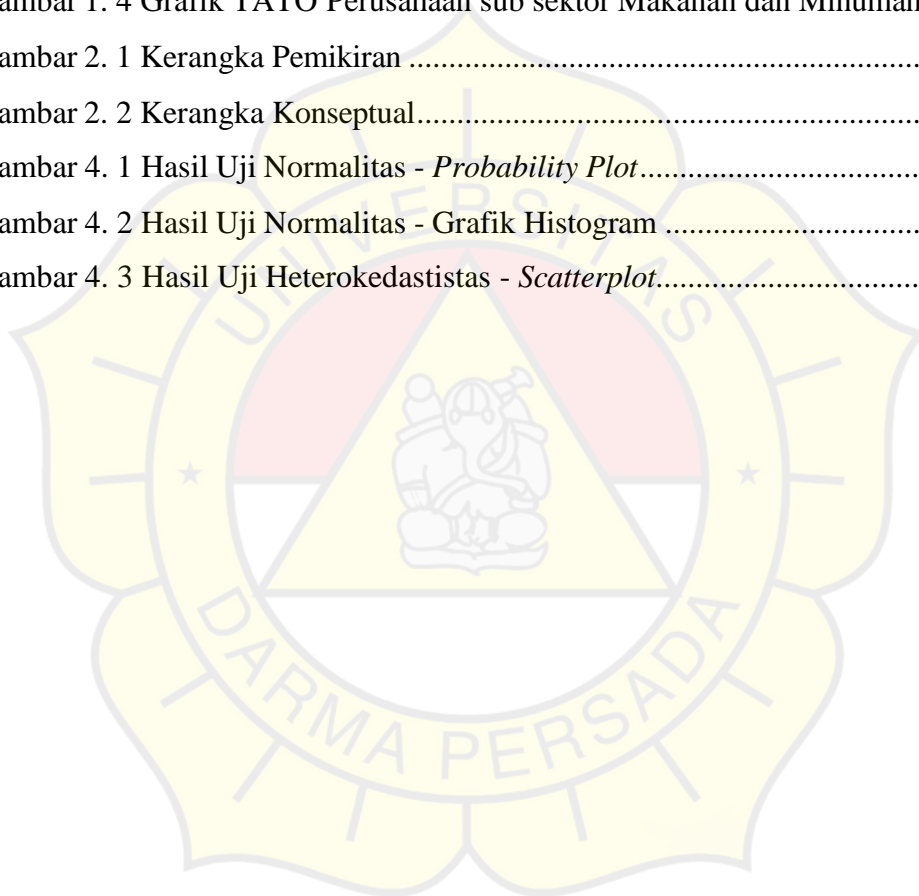 ambar 1. 4 Grafik TATO Perusahaan sub sektor Makanan dan Minuman
ambar 2. 1 Kerangka Pemikiran ................................................................
ambar 2. 2 Kerangka Konseptual...............................................................
ambar 4. 1 Hasil Uji Normalitas - Probability Plot...................................
ambar 4. 2 Hasil Uji Normalitas - Grafik Histogram ................................
ambar 4. 3 Hasil Uji Heterokedastistas - Scatterplot.................................
UNIVERSITAS
DARMA PERSADA